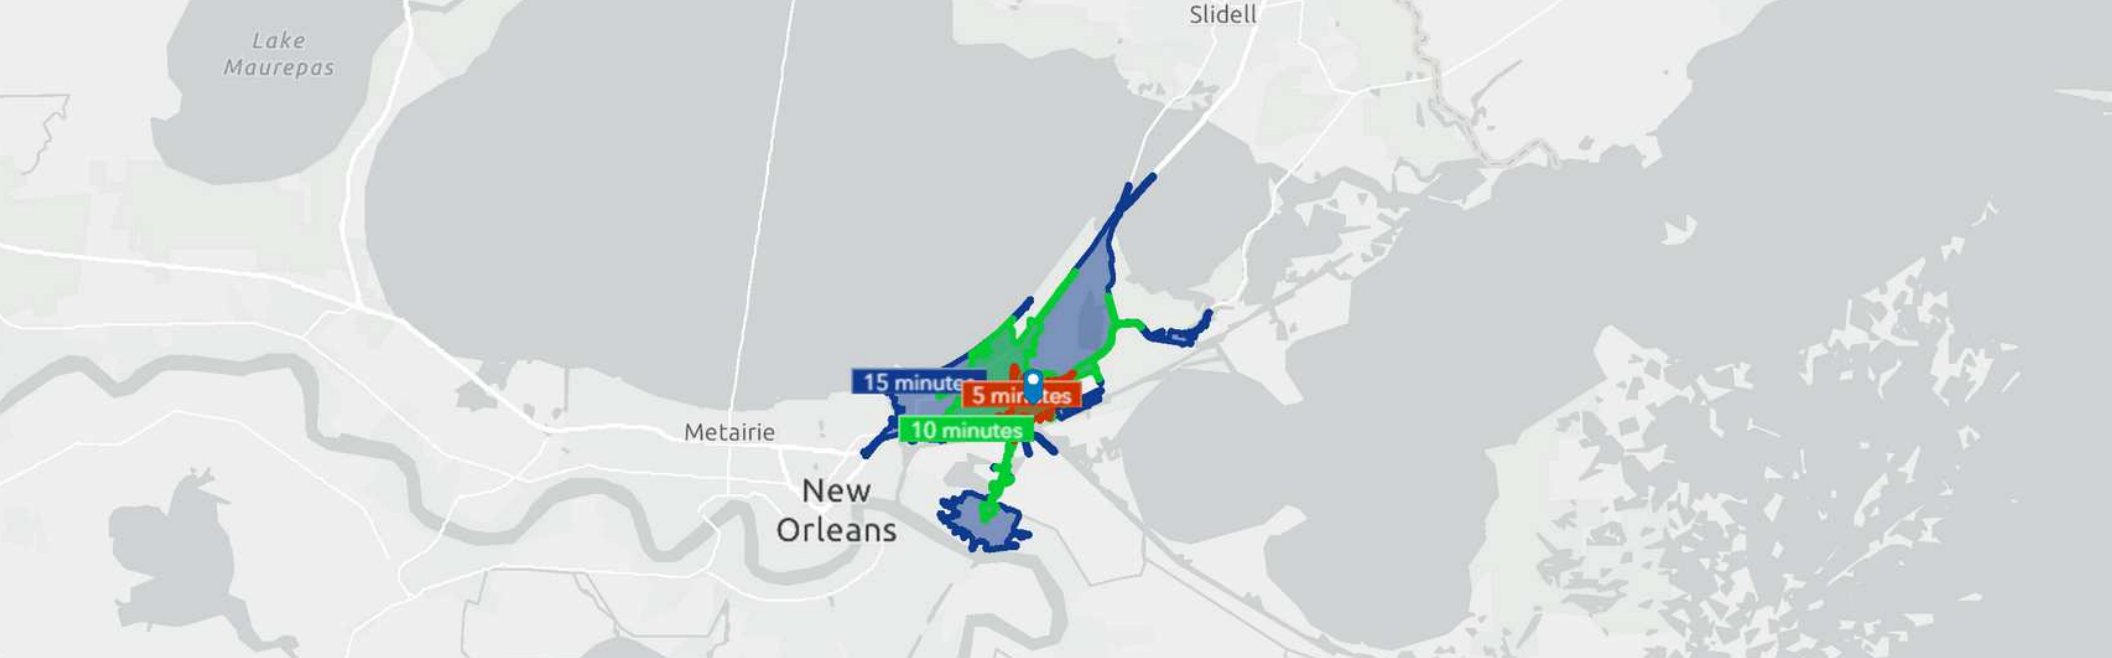 Slidell
Lake
Maurepas
15 minutes
5 minutes
10 minutes
Metairie
New
Orleans